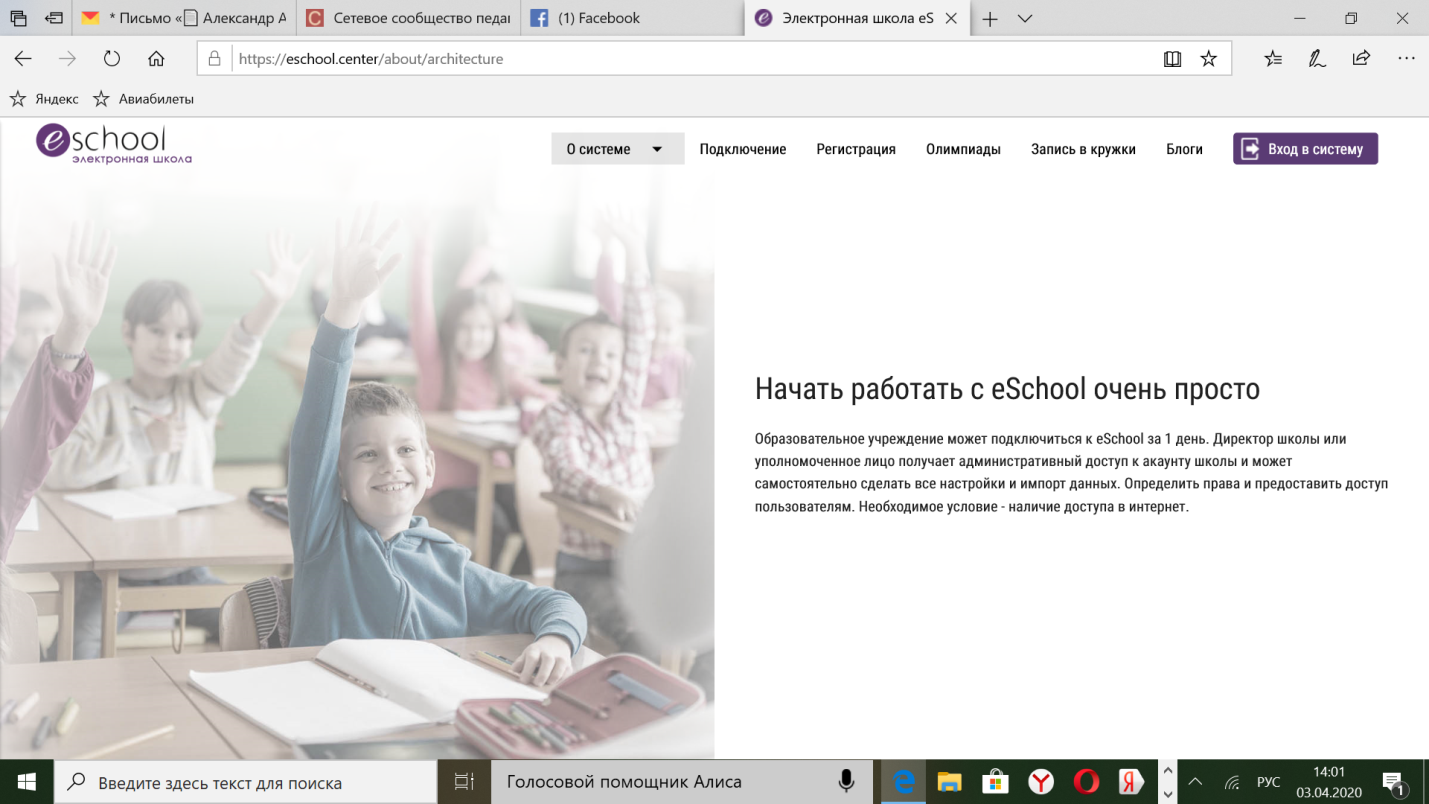 * Письмо «
Александр А
Сетевое сообщество педаг
(1) Facebook
Электронная школа eS
https://eschool.center/about/architecture
Яндекс
Авиабилеты
eschool
электронная школа
О системе
Подключение
Регистрация
Олимпиады
Запись в кружки
Блоги
Вход в систему
Начать работать с eSchool очень просто
Образовательное учреждение может подключиться к eSchool за 1 день. Директор школы или
уполномоченное лицо получает административный доступ к акаунту школы и может
самостоятельно сделать все настройки и импорт данных. Определить права и предоставить доступ
пользователям. Необходимое условие - наличие доступа в интернет.
Введите здесь текст для поиска
Голосовой помощник Алиса
РУС
14:01
03.04.2020
1